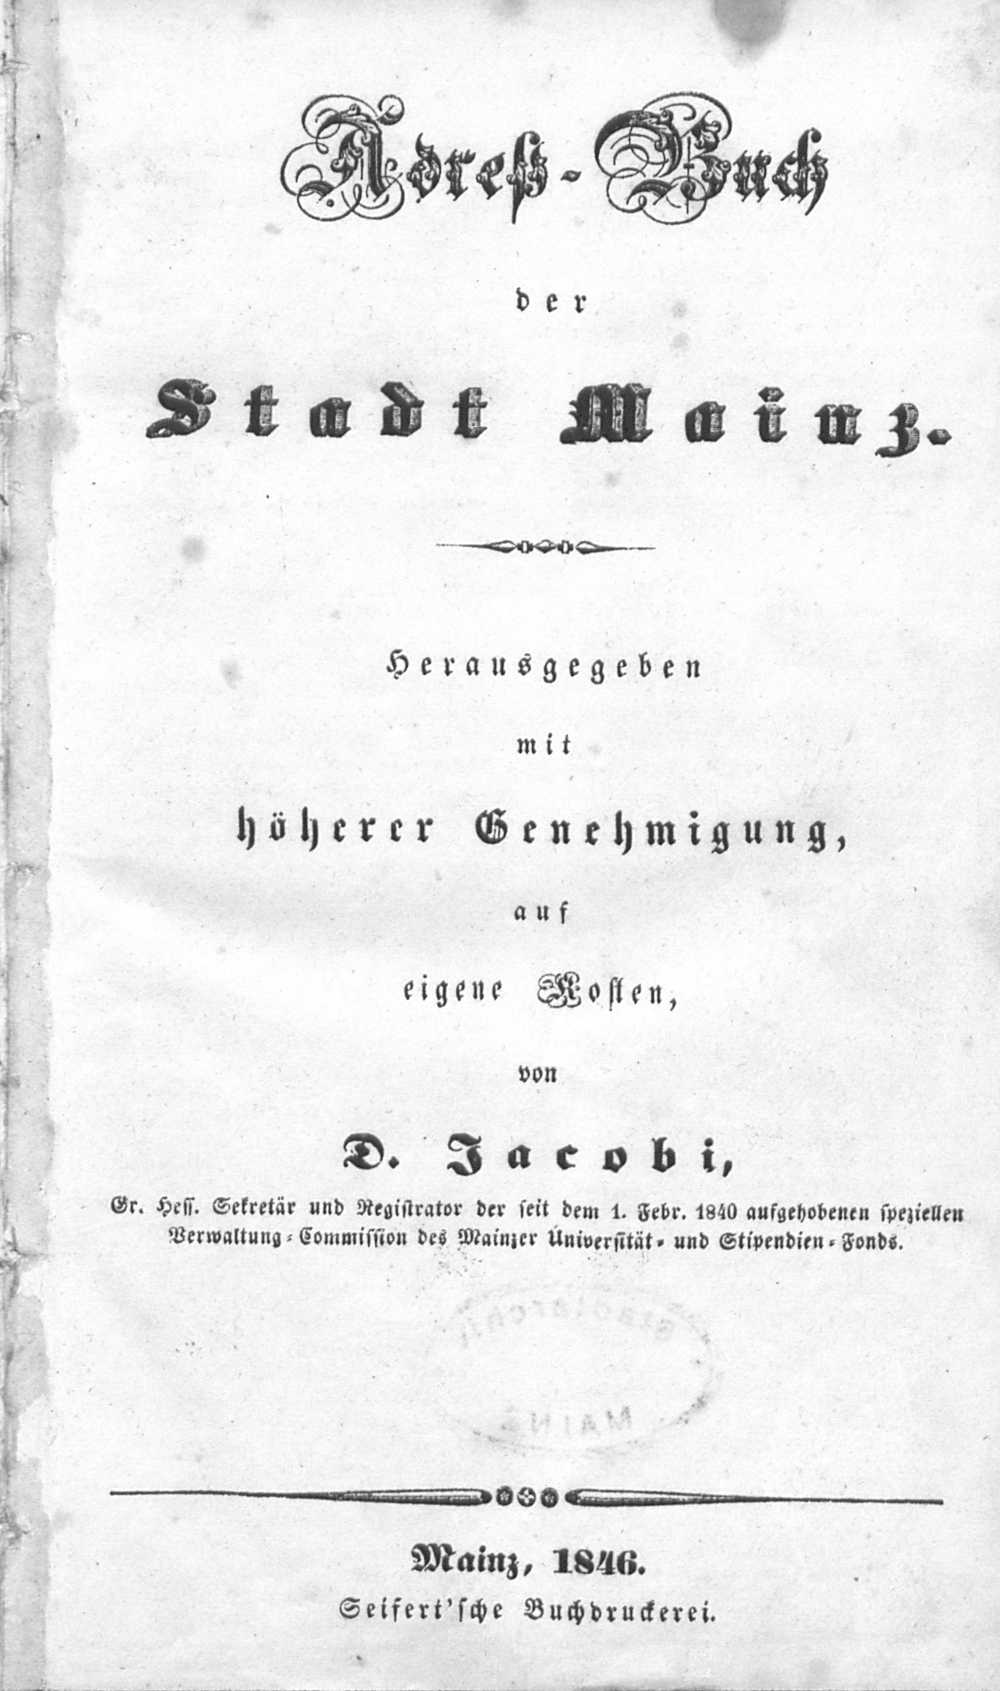 Adreß-Buch
der
Stadt Mainz.
Herausgegeben
mit
höherer Genehmigung,
auf
eigene Kosten,
von
D. Jacobi,
Gr. Hess. Sekretär und Registrator der seit dem 1. Febr. 1840 aufgehobenen speziellen
Verwaltung-Commission des Mainzer Universität- und Stipendien-Fonds.
Stadtarchiv
MAINZ
Mainz, 1846.
Seifert'sche Buchdruckerei.